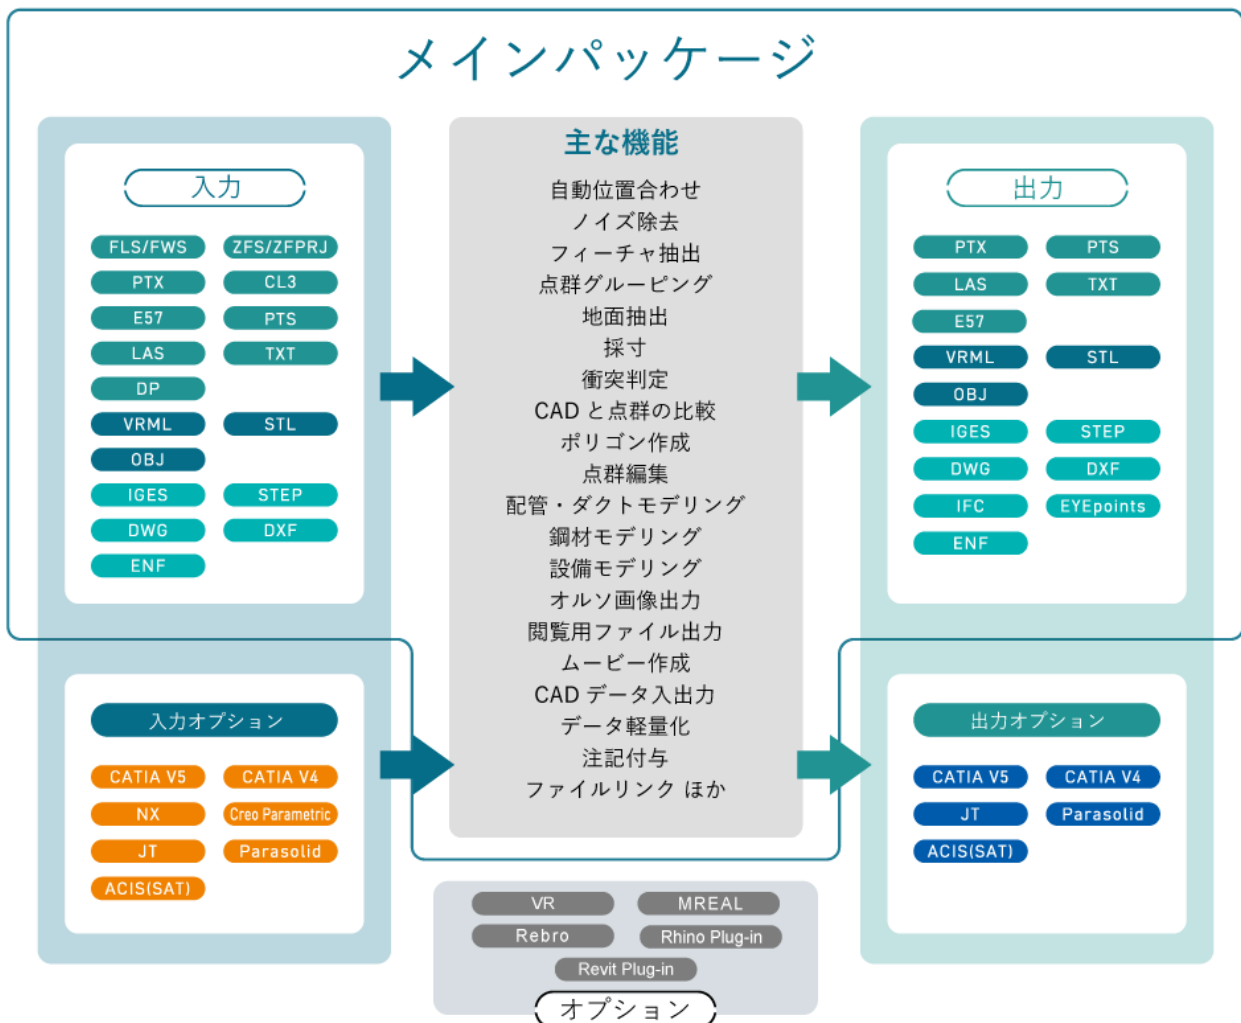 メインパッケージ
入力
FLS/FWS ZFS/ZFPRJ
PTX CL3
E57 PTS
LAS TXT
DP
VRML STL
OBJ
IGES STEP
DWG DXF
ENF
主な機能
自動位置合わせ
ノイズ除去
フィーチャ抽出
点群グルーピング
地面抽出
採寸
衝突判定
CADと点群の比較
ポリゴン作成
点群編集
配管・ダクトモデリング
鋼材モデリング
設備モデリング
オルソ画像出力
閲覧用ファイル出力
ムービー作成
CADデータ入出力
データ軽量化
注記付与
ファイルリンク ほか
出力
PTX PTS
LAS TXT
E57
VRML STL
OBJ
IGES STEP
DWG DXF
IFC EYEpoints
ENF
入力オプション
CATIA V5 CATIA V4
NX Creo Parametric
JT Parasolid
ACIS(SAT)
出力オプション
CATIA V5 CATIA V4
JT Parasolid
ACIS(SAT)
VR MREAL
Rebro Rhino Plug-in
Revit Plug-in
オプション